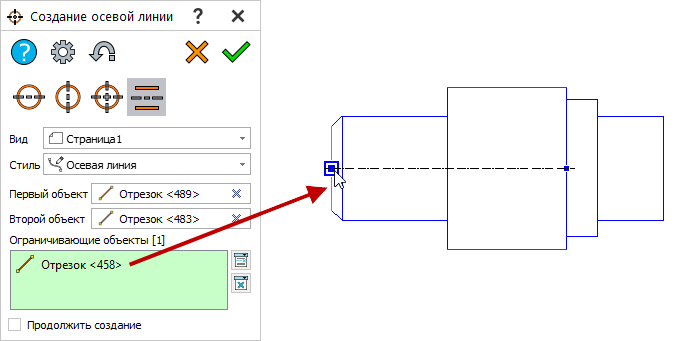 Создание осевой линии ?
?
Вид Страница1
Стиль Осевая линия
Первый объект Отрезок <489>
Второй объект Отрезок <483>
Ограничивающие объекты [1]
Отрезок <458>
Продолжить создание